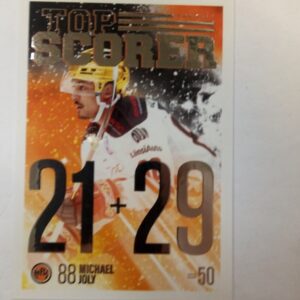 TOP
SCORER
21+29
88 MICHAEL
JOLY
=50